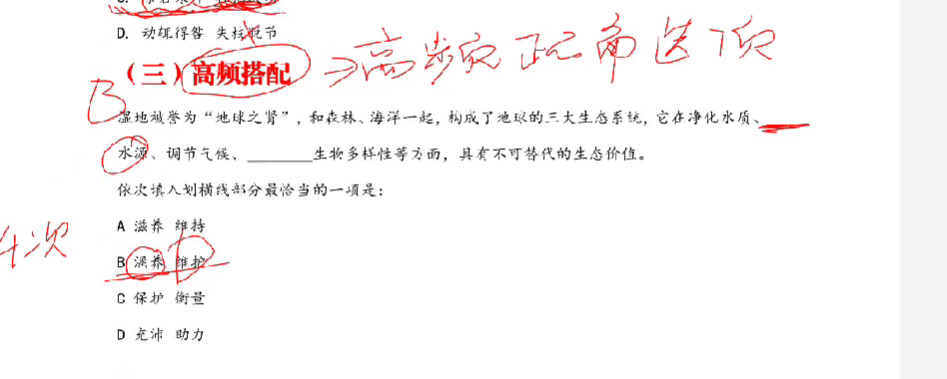 D. 动辄得咎 失枝脱节
（三）高频搭配 → 高频 正确 选项
B
湿地被誉为“地球之肾”，和森林、海洋一起，构成了地球的三大生态系统，它在净化水质、
水源、调节气候、________生物多样性等方面，具有不可替代的生态价值。
依次填入划横线部分最恰当的一项是：
A 滋养 维持
B 涵养 维护
C 保护 衡量
D 充沛 助力